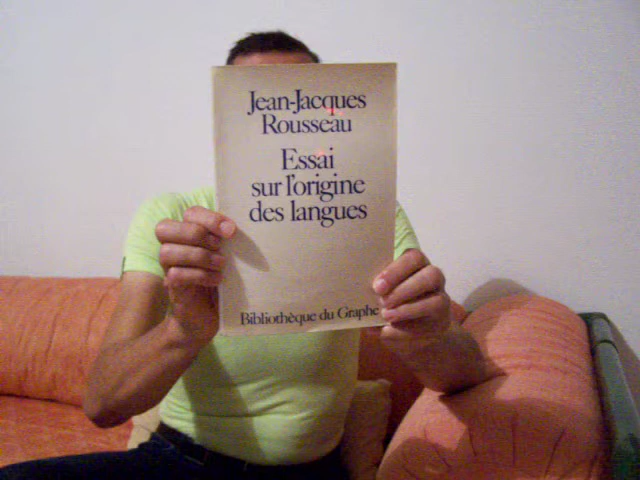 Jean-Jacques
Rousseau
Essai
sur l'origine
des langues
Bibliothèque du Graphe